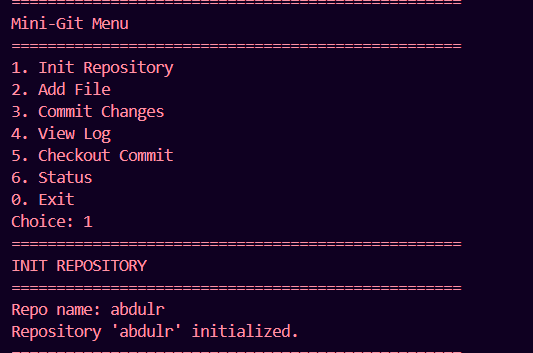 ==================================================
Mini-Git Menu
==================================================
1. Init Repository
2. Add File
3. Commit Changes
4. View Log
5. Checkout Commit
6. Status
0. Exit
Choice: 1
==================================================
INIT REPOSITORY
==================================================
Repo name: abdulr
Repository 'abdulr' initialized.
==================================================